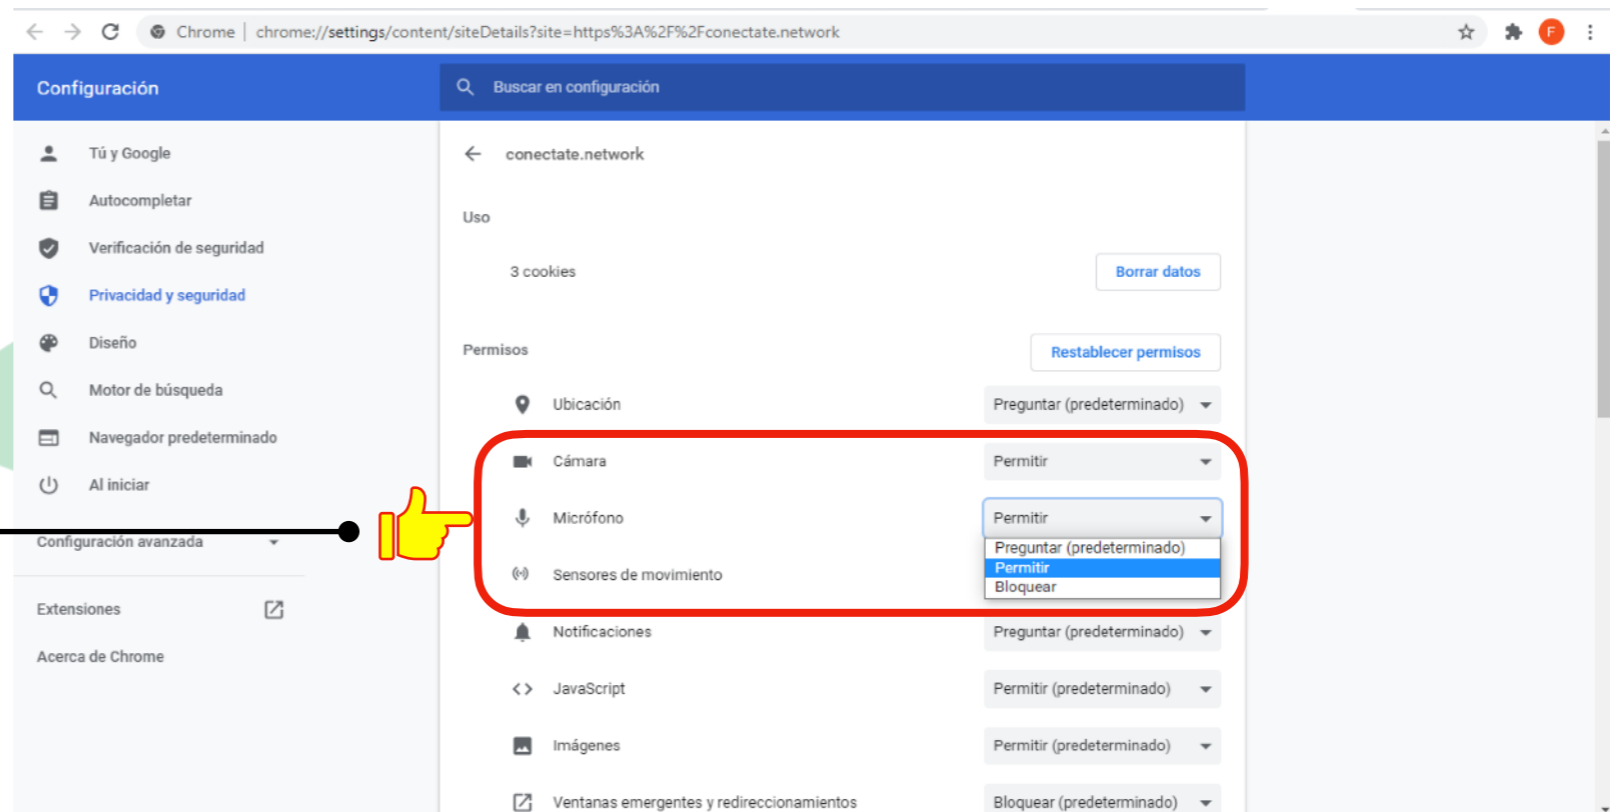 Chrome | chrome://settings/content/siteDetails?site=https%3A%2F%2Fconectate.network
F
Configuración
Buscar en configuración
Tú y Google
Autocompletar
Verificación de seguridad
Privacidad y seguridad
Diseño
Motor de búsqueda
Navegador predeterminado
Al iniciar
Configuración avanzada
Extensiones
Acerca de Chrome
conectate.network
Uso
3 cookies
Borrar datos
Permisos
Restablecer permisos
Ubicación
Preguntar (predeterminado)
Cámara
Permitir
Micrófono
Permitir
Preguntar (predeterminado)
Permitir
Bloquear
Sensores de movimiento
Notificaciones
Preguntar (predeterminado)
JavaScript
Permitir (predeterminado)
Imágenes
Permitir (predeterminado)
Ventanas emergentes y redireccionamientos
Bloquear (predeterminado)